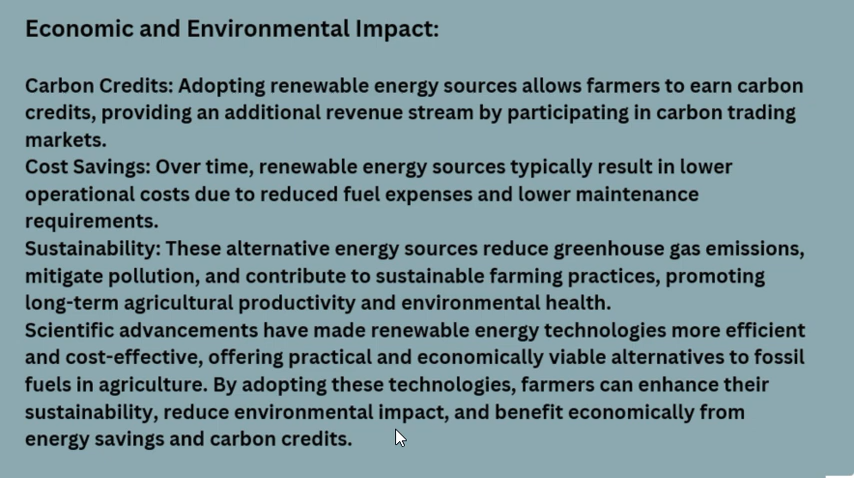 Economic and Environmental Impact:
Carbon Credits: Adopting renewable energy sources allows farmers to earn carbon
credits, providing an additional revenue stream by participating in carbon trading
markets.
Cost Savings: Over time, renewable energy sources typically result in lower
operational costs due to reduced fuel expenses and lower maintenance
requirements.
Sustainability: These alternative energy sources reduce greenhouse gas emissions,
mitigate pollution, and contribute to sustainable farming practices, promoting
long-term agricultural productivity and environmental health.
Scientific advancements have made renewable energy technologies more efficient
and cost-effective, offering practical and economically viable alternatives to fossil
fuels in agriculture. By adopting these technologies, farmers can enhance their
sustainability, reduce environmental impact, and benefit economically from
energy savings and carbon credits.